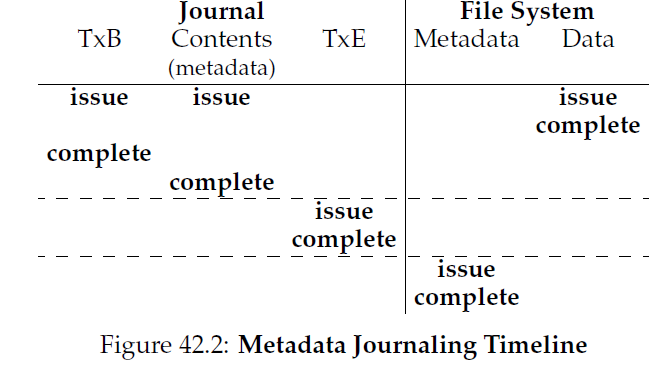 Journal File System
TxB Contents TxE Metadata Data
(metadata)
issue issue issue
complete
complete
complete
issue
complete
issue
complete
Figure 42.2: Metadata Journaling Timeline